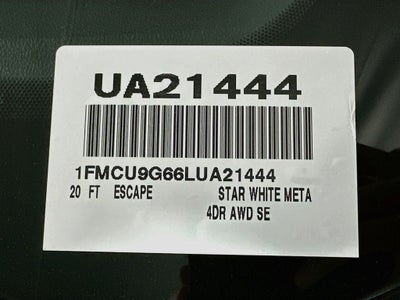 UA21444
1FMCU9G66LUA21444
20 FT ESCAPE STAR WHITE META
4DR AWD SE